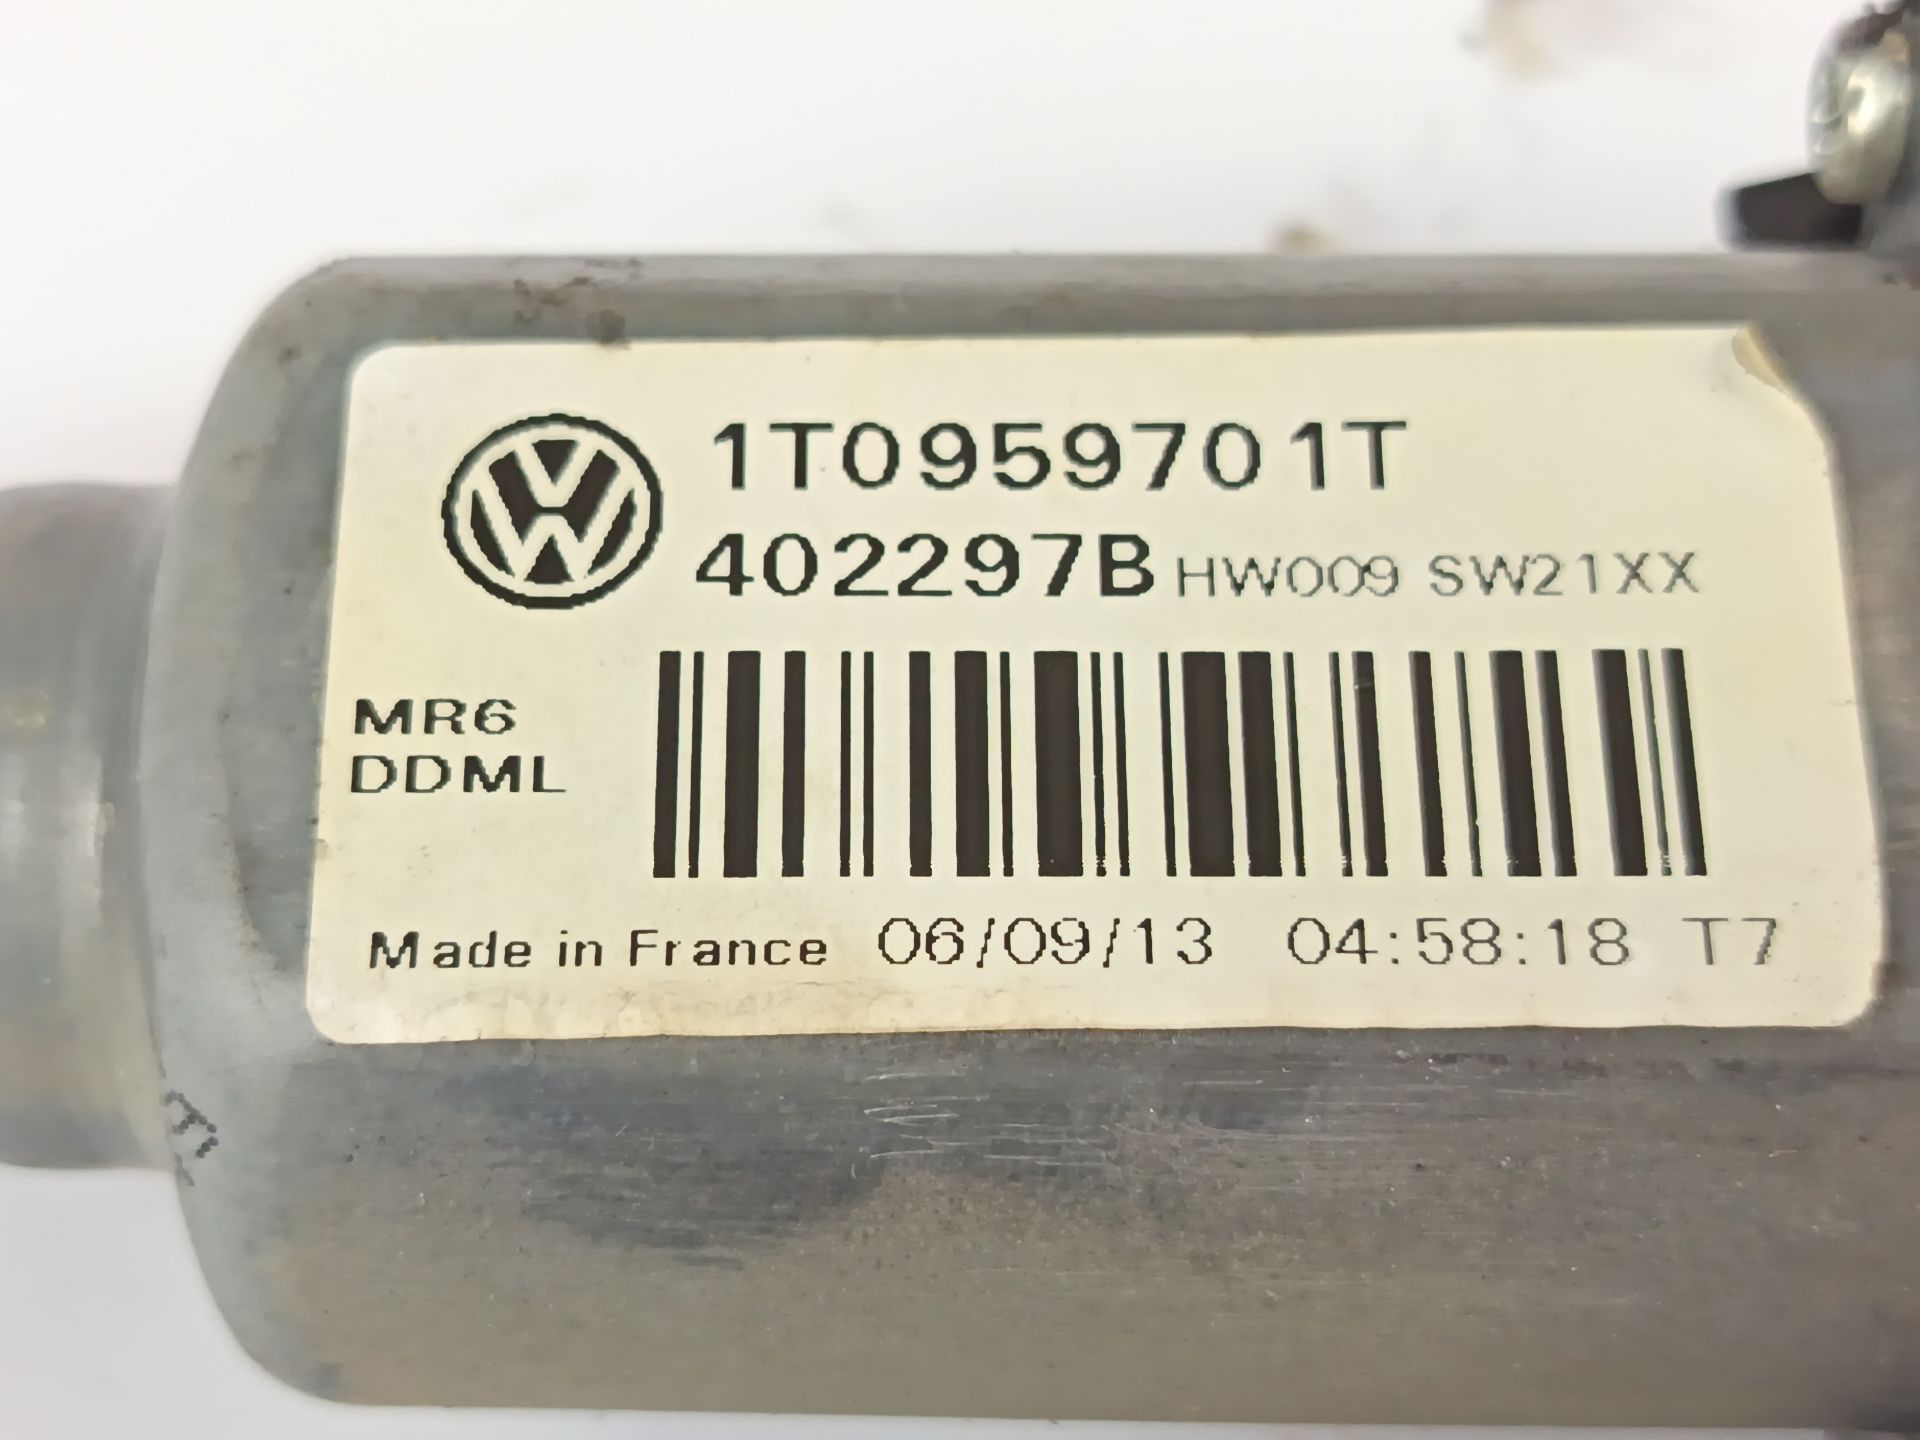 1T0959701T
402297B HW009 SW21XX
MR6
DDML
Made in France 06/09/13 04:58:18 T7